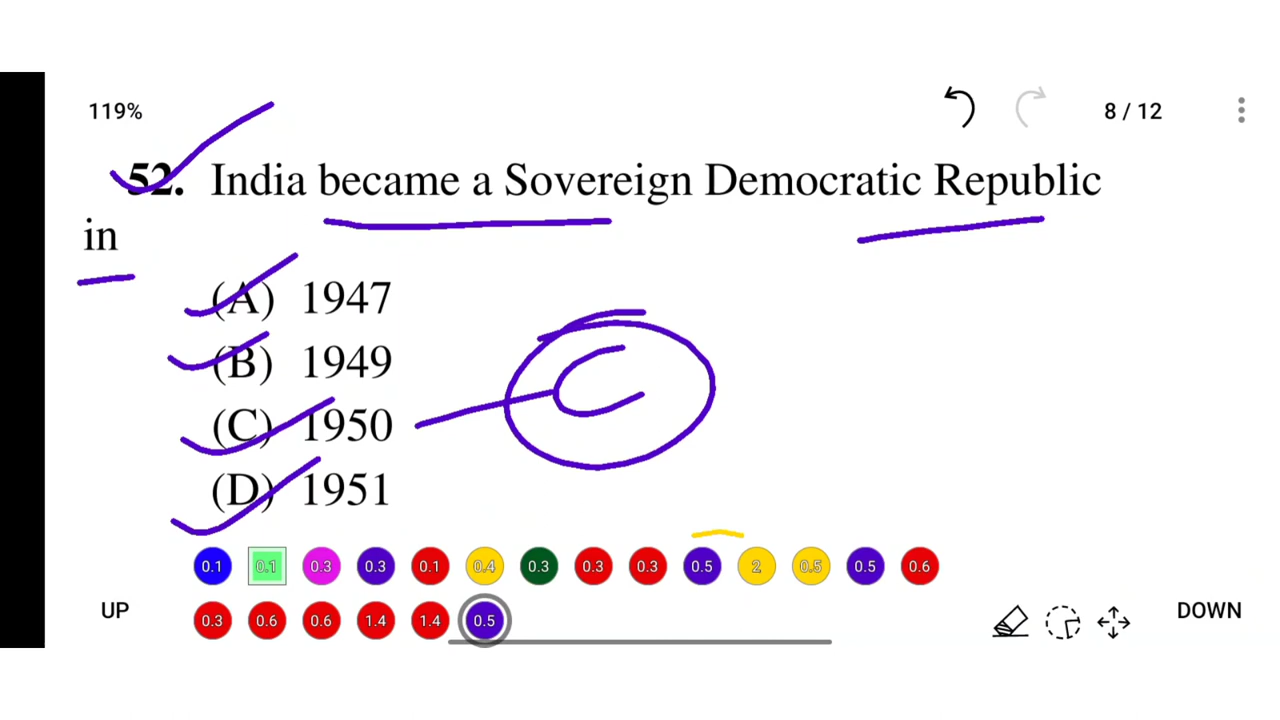 119%
8 / 12
52. India became a Sovereign Democratic Republic
in
(A) 1947
(B) 1949
(C) 1950
C
(D) 1951
0.1 0.1 0.3 0.3 0.1 0.4 0.3 0.3 0.3 0.5 2 0.5 0.5 0.6
UP
0.3 0.6 0.6 1.4 1.4 0.5
DOWN